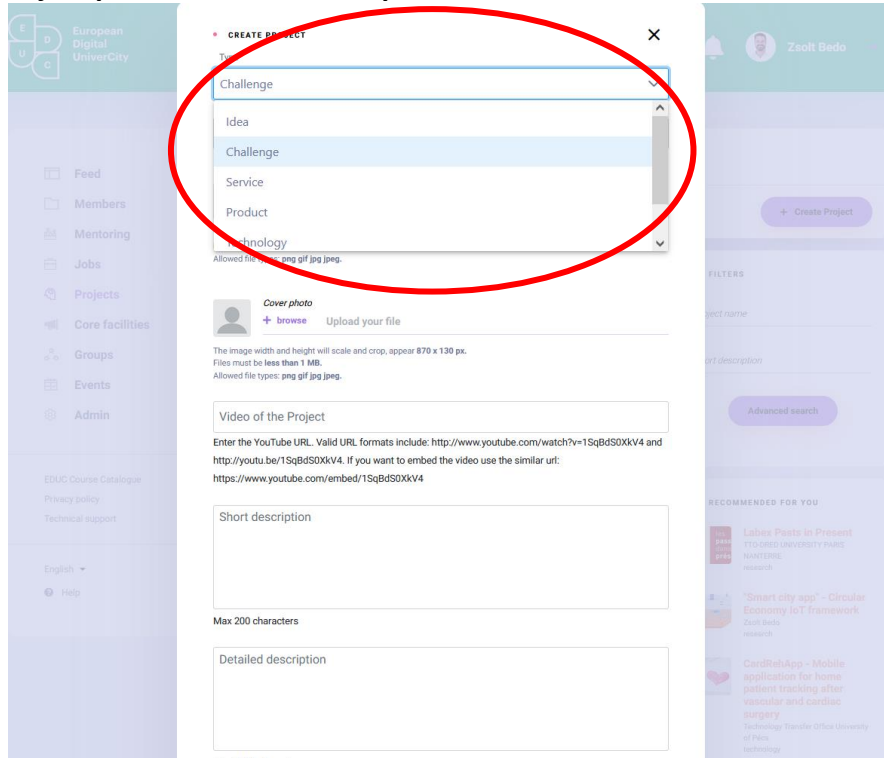 European
Digital
UniverCity
E
D
U
C
Zsolt Bedo
Feed
Members
Mentoring
Jobs
Projects
Core facilities
Groups
Events
Admin
EDUC Course Catalogue
Privacy policy
Technical support
English
Help
CREATE PROJECT
Challenge
Idea
Challenge
Service
Product
Technology
Allowed file types: png gif jpg jpeg.
Cover photo
+ browse Upload your file
The image width and height will scale and crop, appear 870 x 130 px.
Files must be less than 1 MB.
Allowed file types: png gif jpg jpeg.
Video of the Project
Enter the YouTube URL. Valid URL formats include: http://www.youtube.com/watch?v=1SqBdS0XkV4 and
http://youtu.be/1SqBdS0XkV4. If you want to embed the video use the similar url:
https://www.youtube.com/embed/1SqBdS0XkV4
Short description
Max 200 characters
Detailed description
+ Create Project
FILTERS
name
description
Advanced search
RECOMMENDED FOR YOU
Labex Pasts in Present
TTO-DRED UNIVERSITY PARIS
NANTERRE
research
"Smart city app" - Circular
Economy IoT framework
Zsolt Bedo
research
CardRehApp - Mobile
application for home
patient tracking after
vascular and cardiac
surgery
Technology Transfer Office University
of Pécs
technology